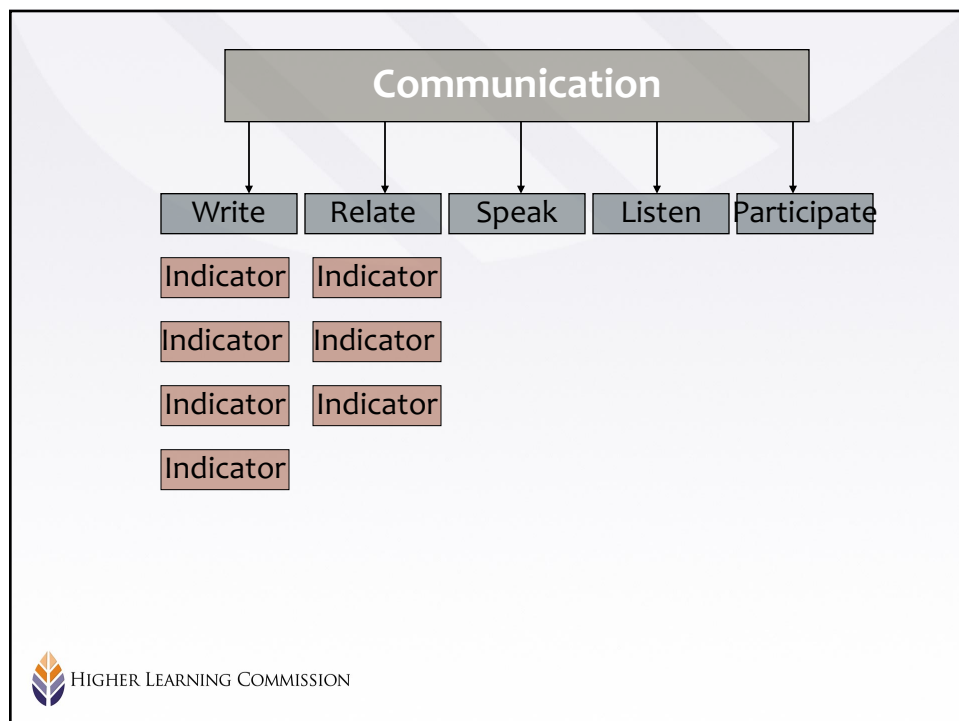 Communication
Write Relate Speak Listen Participate
Indicator Indicator
Indicator Indicator
Indicator Indicator
Indicator
HIGHER LEARNING COMMISSION